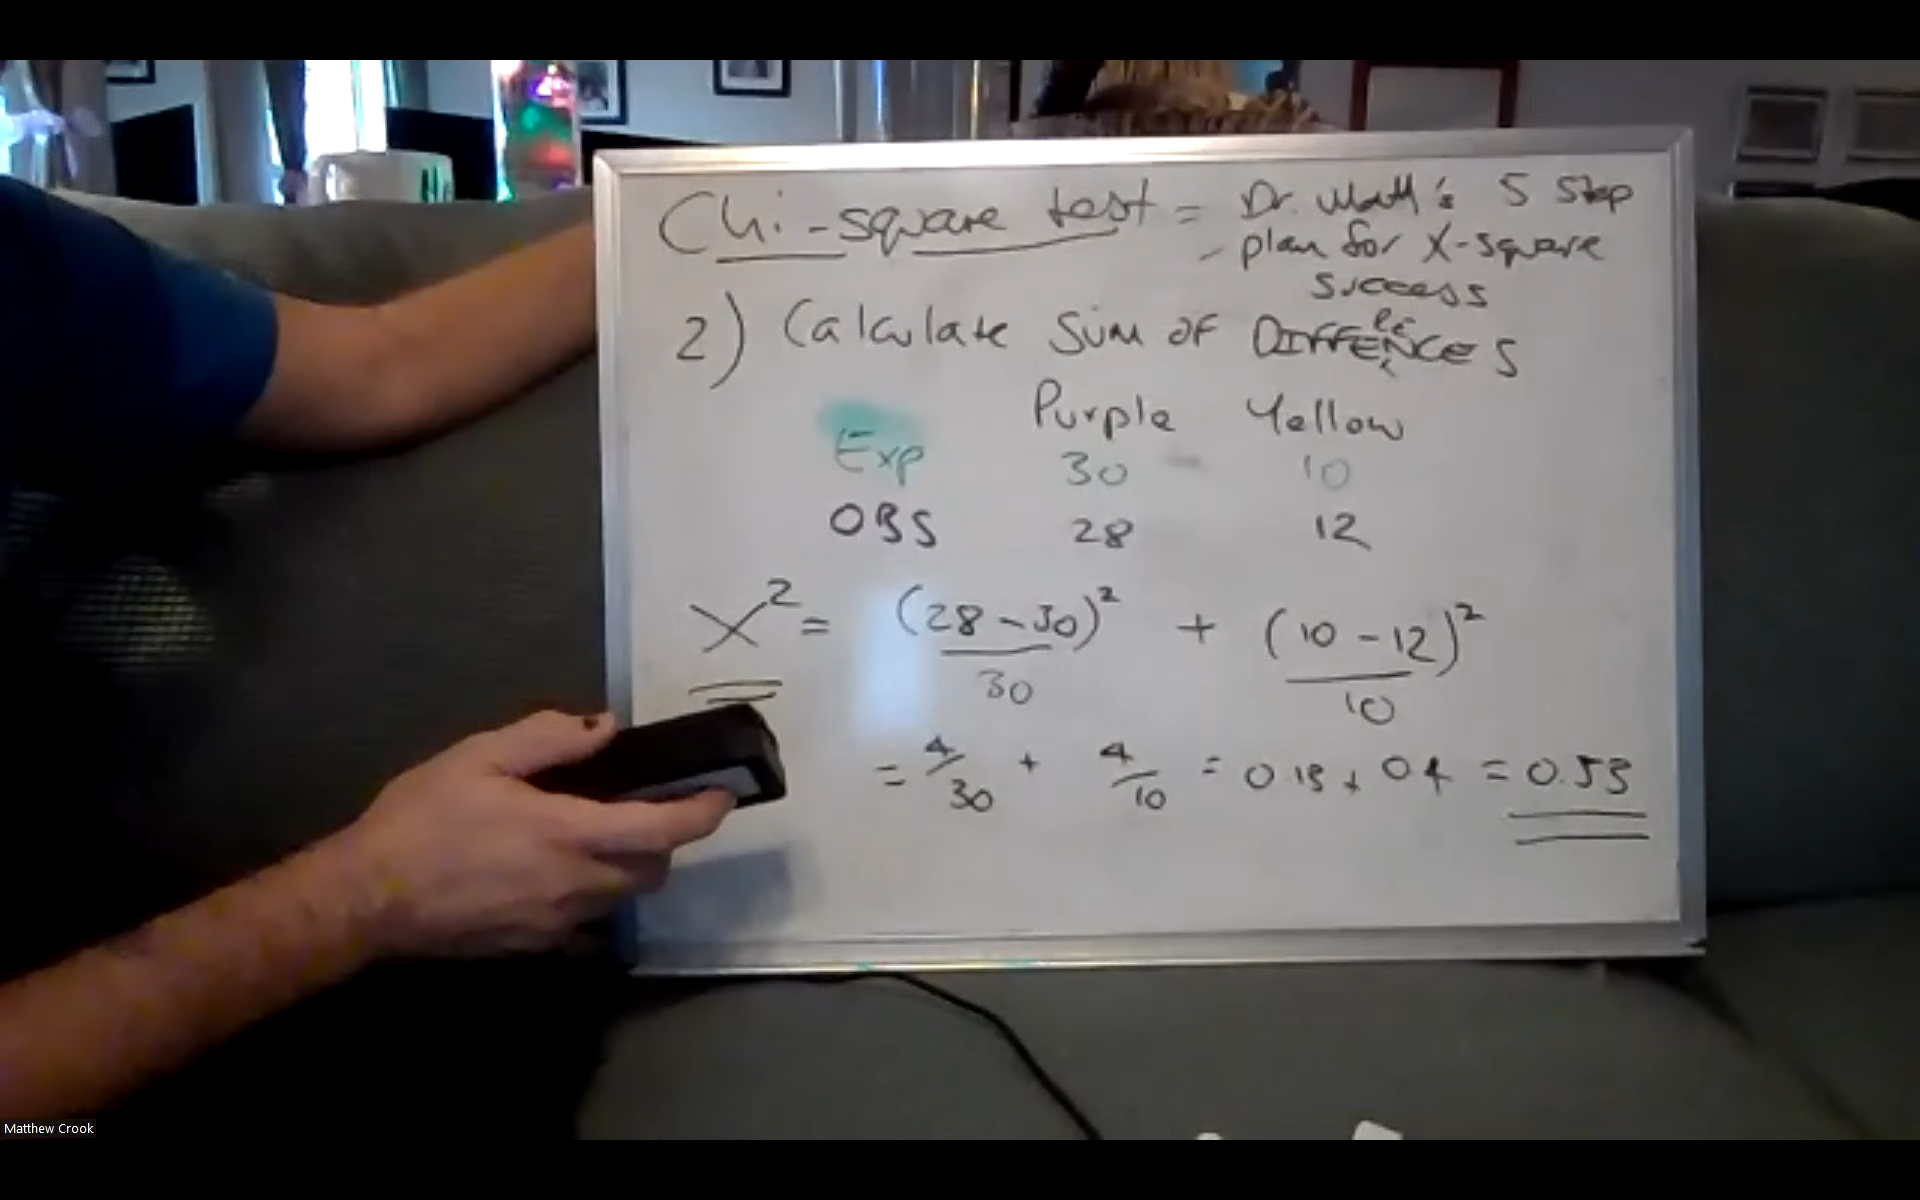 Chi-square test = Dr. Matt's 5 Step
plan for X-square
success
2) Calculate Sum of DIFFERENCES
Purple Yellow
Exp 30 10
OBS 28 12
X² = (28-30)²/30 + (10-12)²/10
= 4/30 + 4/10 = 0.13 + 0.4 = 0.53
Matthew Crook